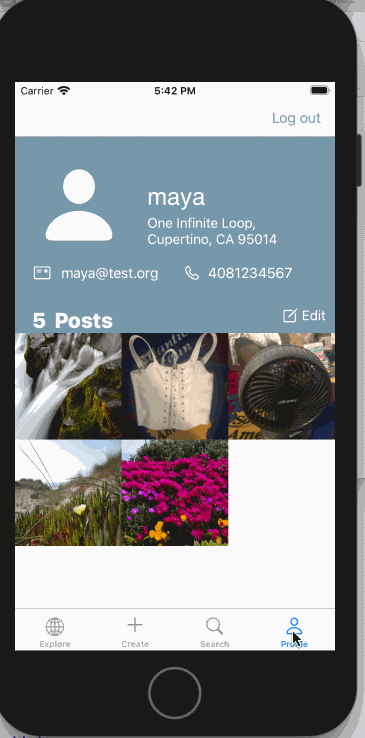 Carrier 5:42 PM
Log out
maya
One Infinite Loop,
Cupertino, CA 95014
maya@test.org 4081234567
5 Posts Edit
Explore Create Search Profile